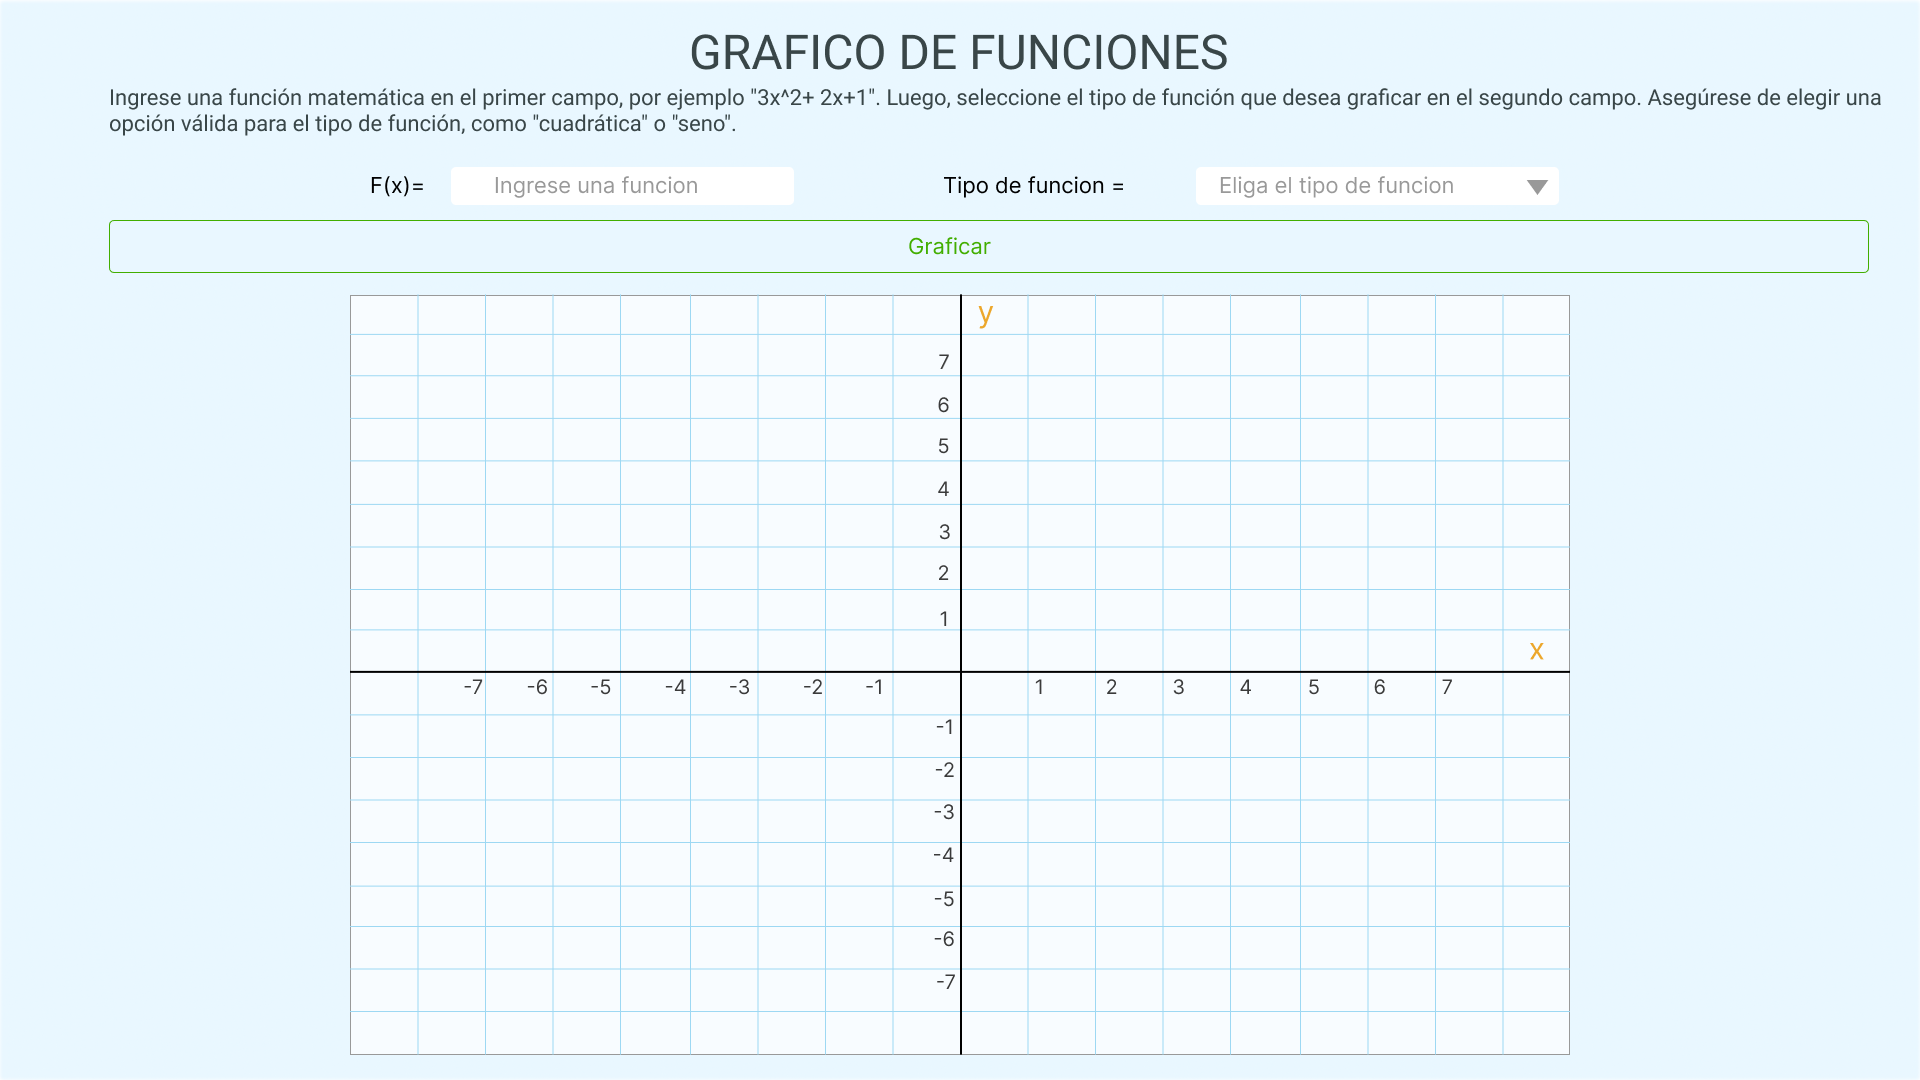 GRAFICO DE FUNCIONES
Ingrese una función matemática en el primer campo, por ejemplo "3x^2+ 2x+1". Luego, seleccione el tipo de función que desea graficar en el segundo campo. Asegúrese de elegir una
opción válida para el tipo de función, como "cuadrática" o "seno".
F(x)= Ingrese una funcion Tipo de funcion = Eliga el tipo de funcion
Graficar
y
7
6
5
4
3
2
1
x
-7 -6 -5 -4 -3 -2 -1 1 2 3 4 5 6 7
-1
-2
-3
-4
-5
-6
-7